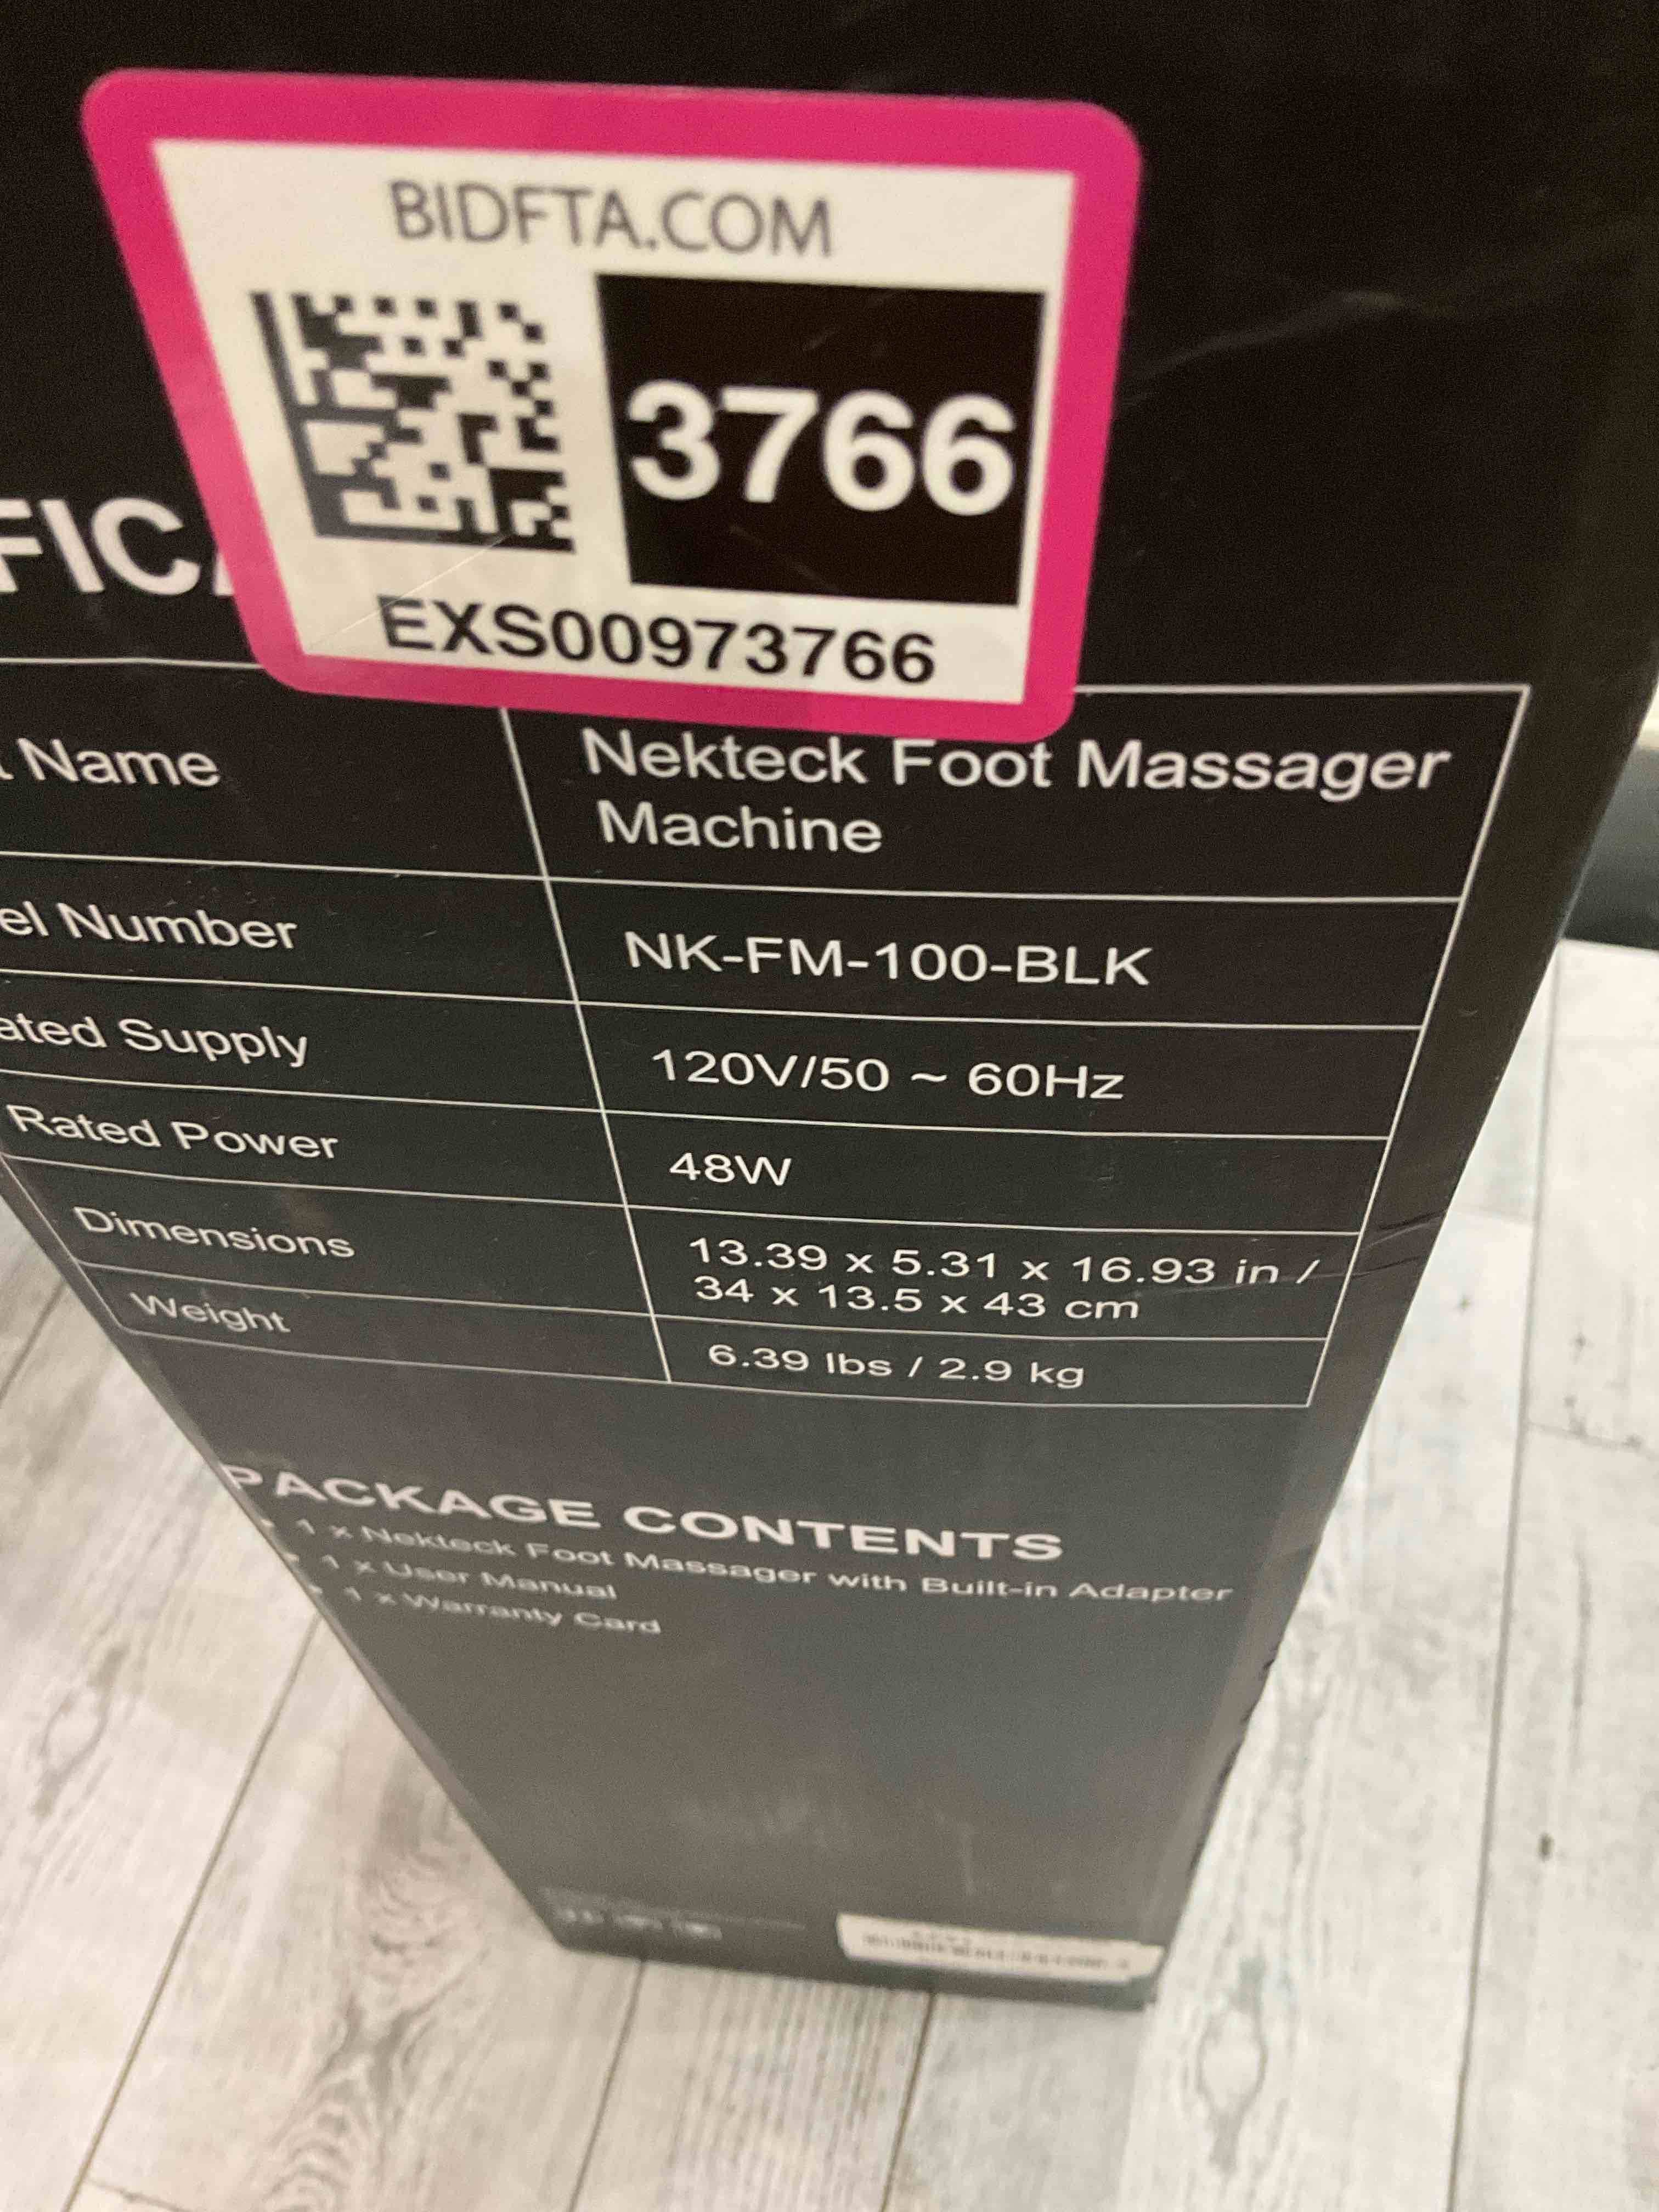 BIDFTA.COM
3766
EXS00973766
FICA
t Name
Nekteck Foot Massager
Machine
el Number
NK-FM-100-BLK
ated Supply
120V/50 ~ 60Hz
Rated Power
48W
Dimensions
13.39 x 5.31 x 16.93 in /
34 x 13.5 x 43 cm
Weight
6.39 lbs / 2.9 kg
PACKAGE CONTENTS
• 1 x Nekteck Foot Massager with Built-in Adapter
• 1 x User Manual
• 1 x Warranty Card